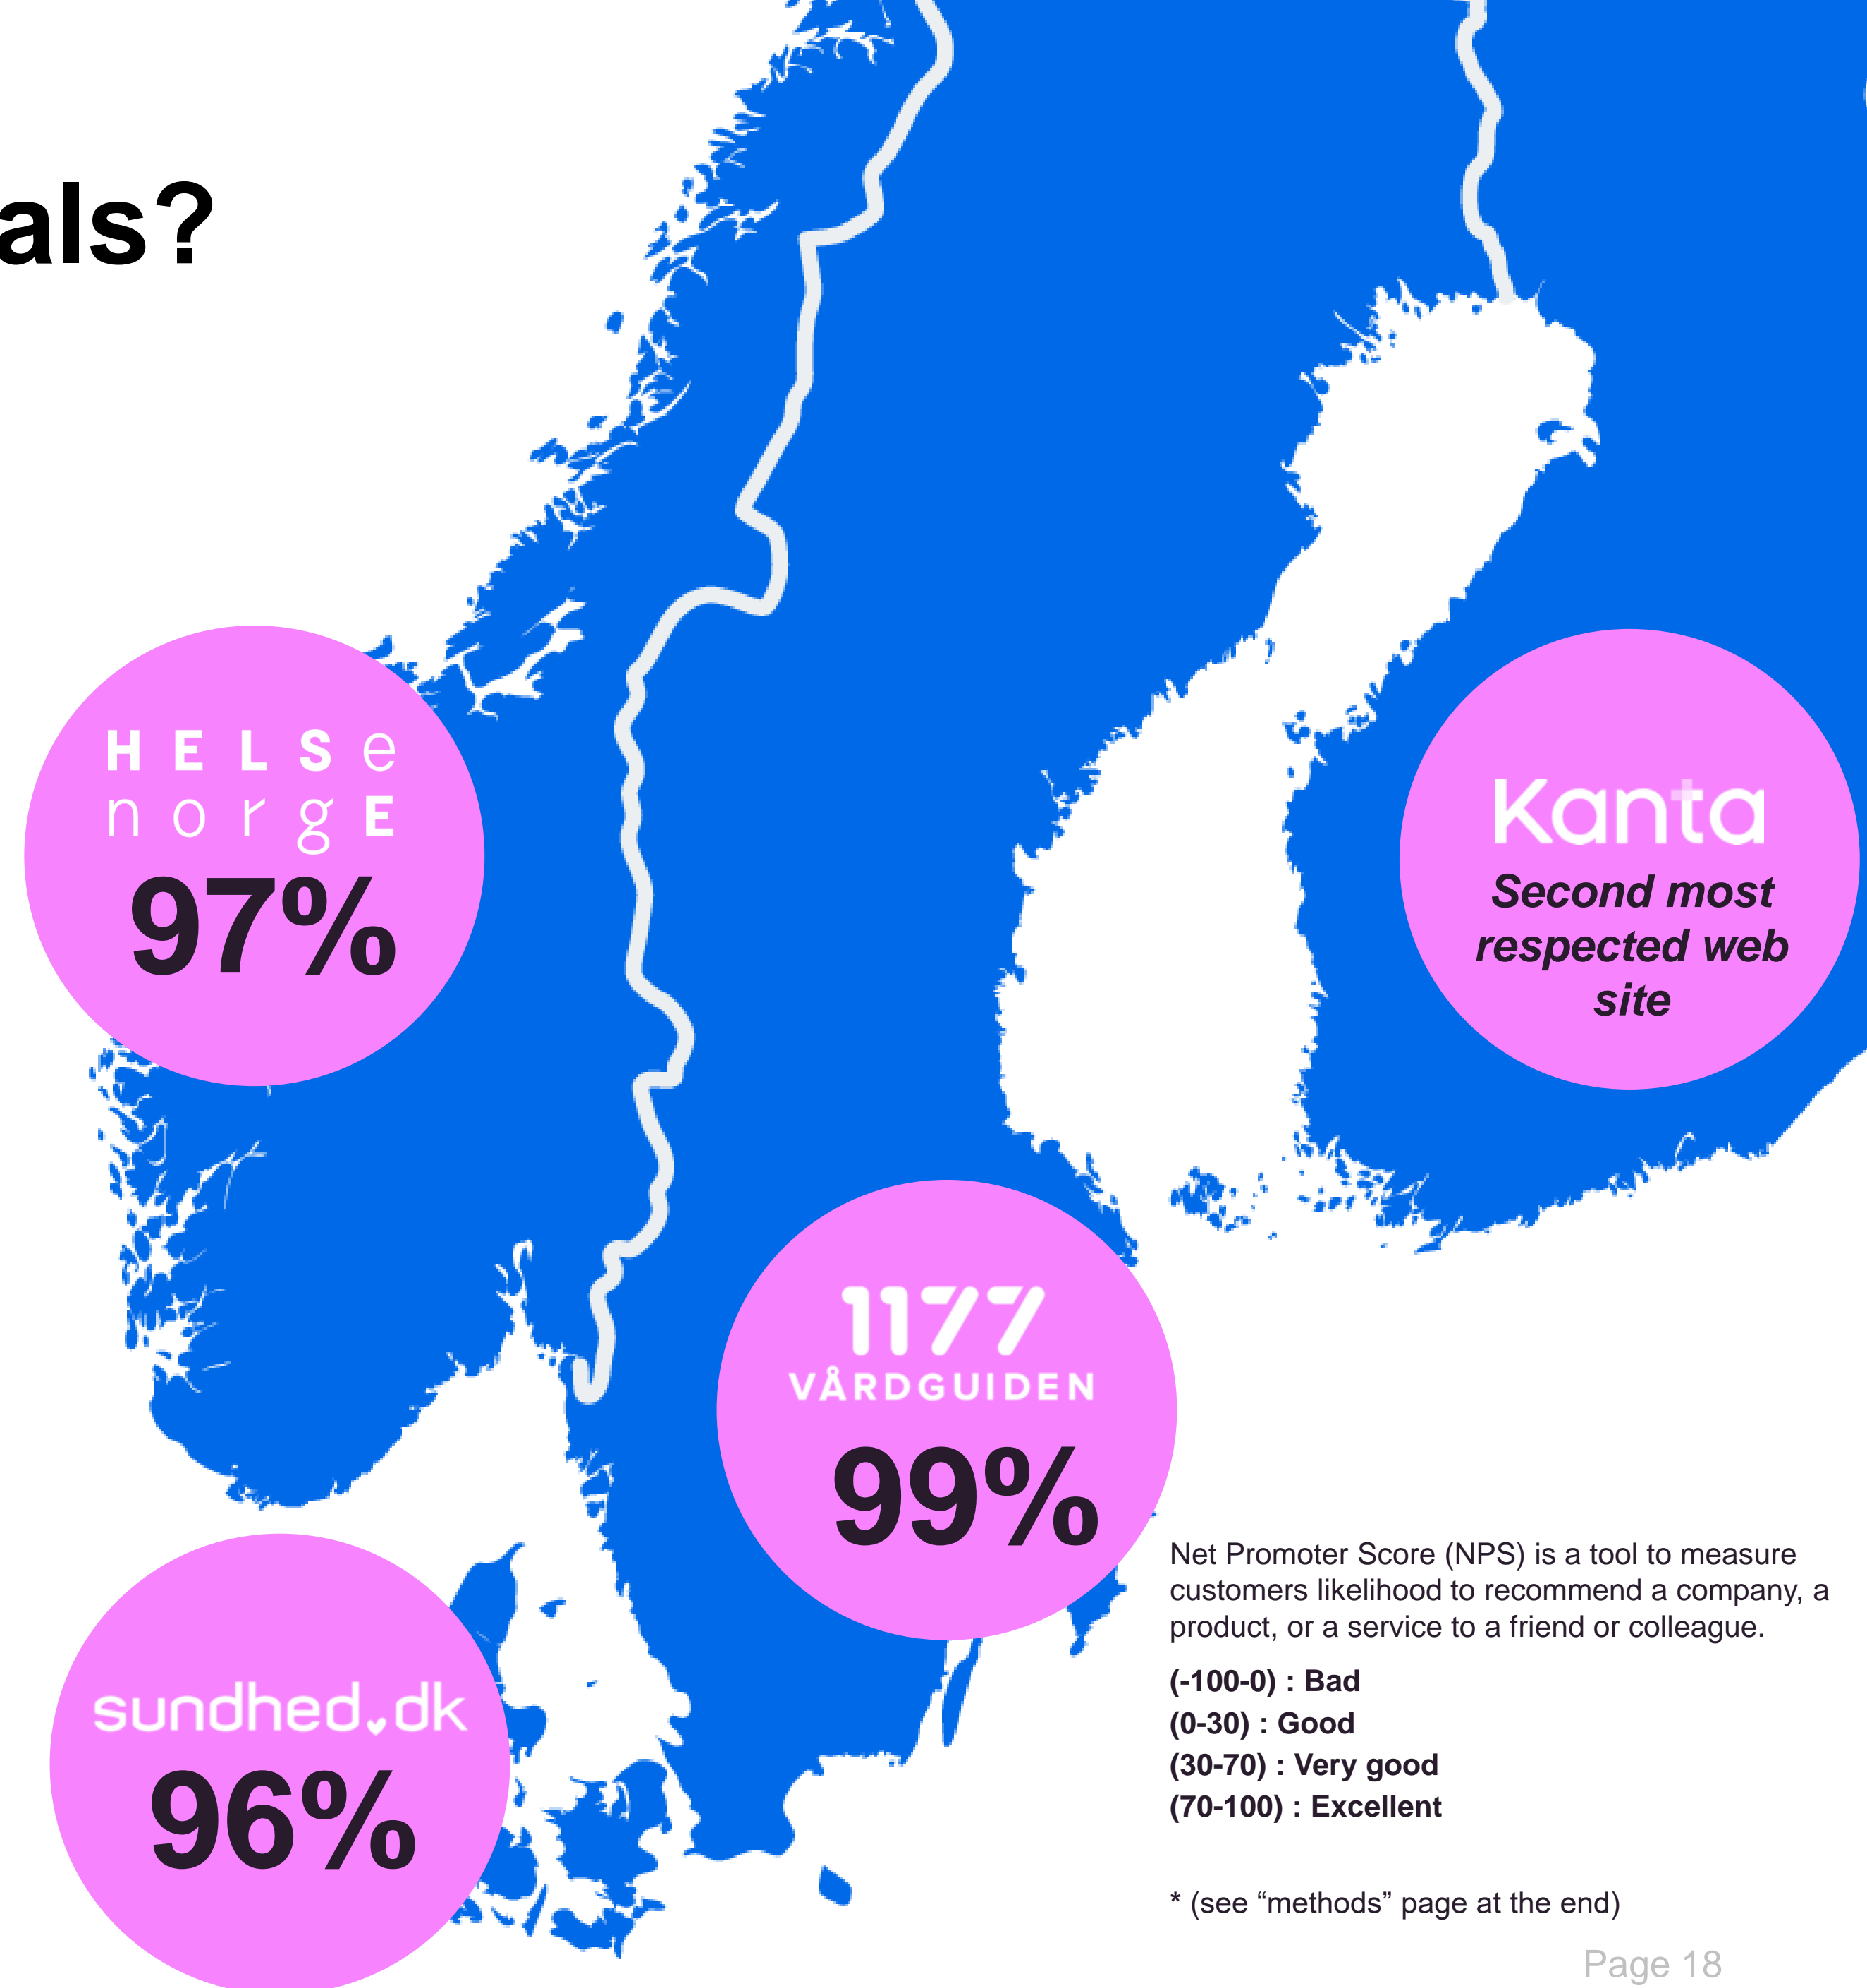 als?
HELSe
norgE
97%
Kanta
Second most
respected web
site
1177
VÅRDGUIDEN
99%
sundhed.dk
96%
Net Promoter Score (NPS) is a tool to measure
customers likelihood to recommend a company, a
product, or a service to a friend or colleague.
(-100-0) : Bad
(0-30) : Good
(30-70) : Very good
(70-100) : Excellent
* (see “methods” page at the end)
Page 18